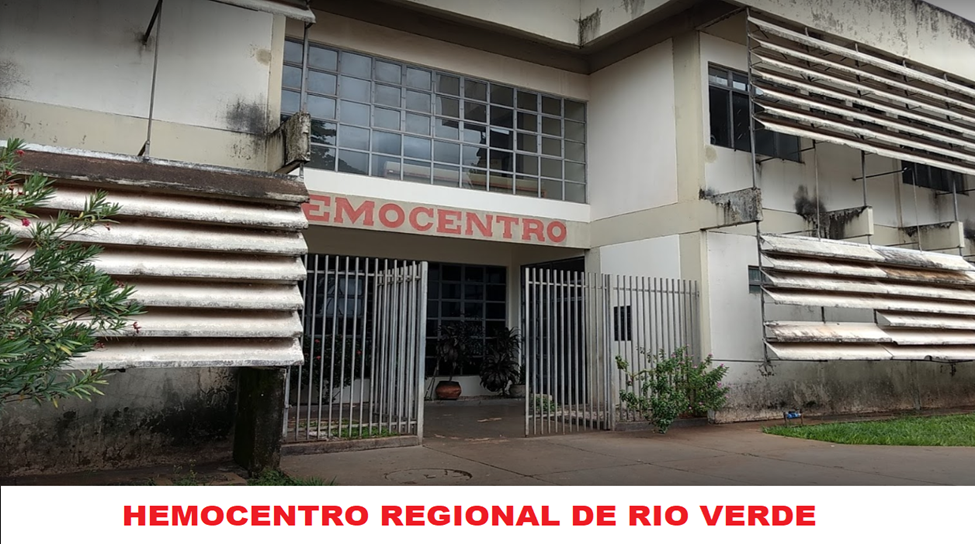 EMOCENTRO
HEMOCENTRO REGIONAL DE RIO VERDE